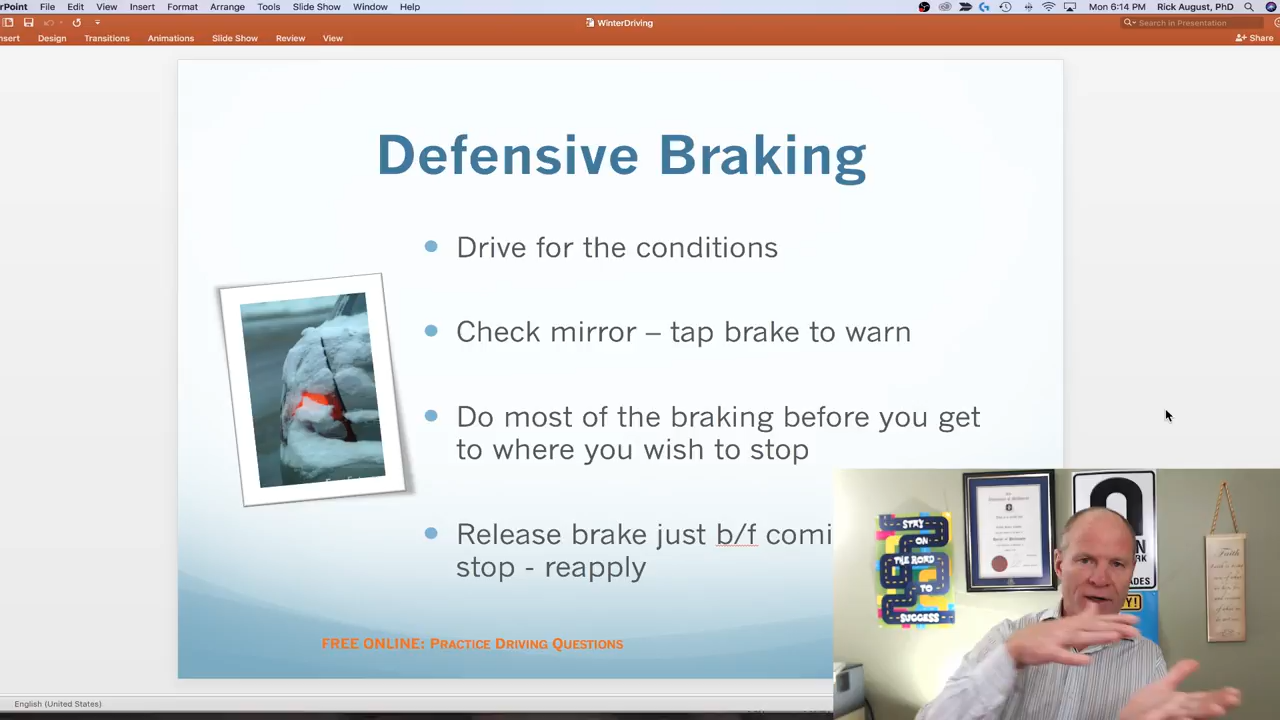 rPoint File Edit View Insert Format Arrange Tools Slide Show Window Help Mon 6:14 PM Rick August, PhD
WinterDriving
Search in Presentation
nsert Design Transitions Animations Slide Show Review View Share
Defensive Braking
Drive for the conditions
Check mirror – tap brake to warn
Do most of the braking before you get
to where you wish to stop
Release brake just b/f comi
stop - reapply
FREE ONLINE: PRACTICE DRIVING QUESTIONS
STAY
ON
THE ROAD
TO
SUCCESS
Faith
English (United States)